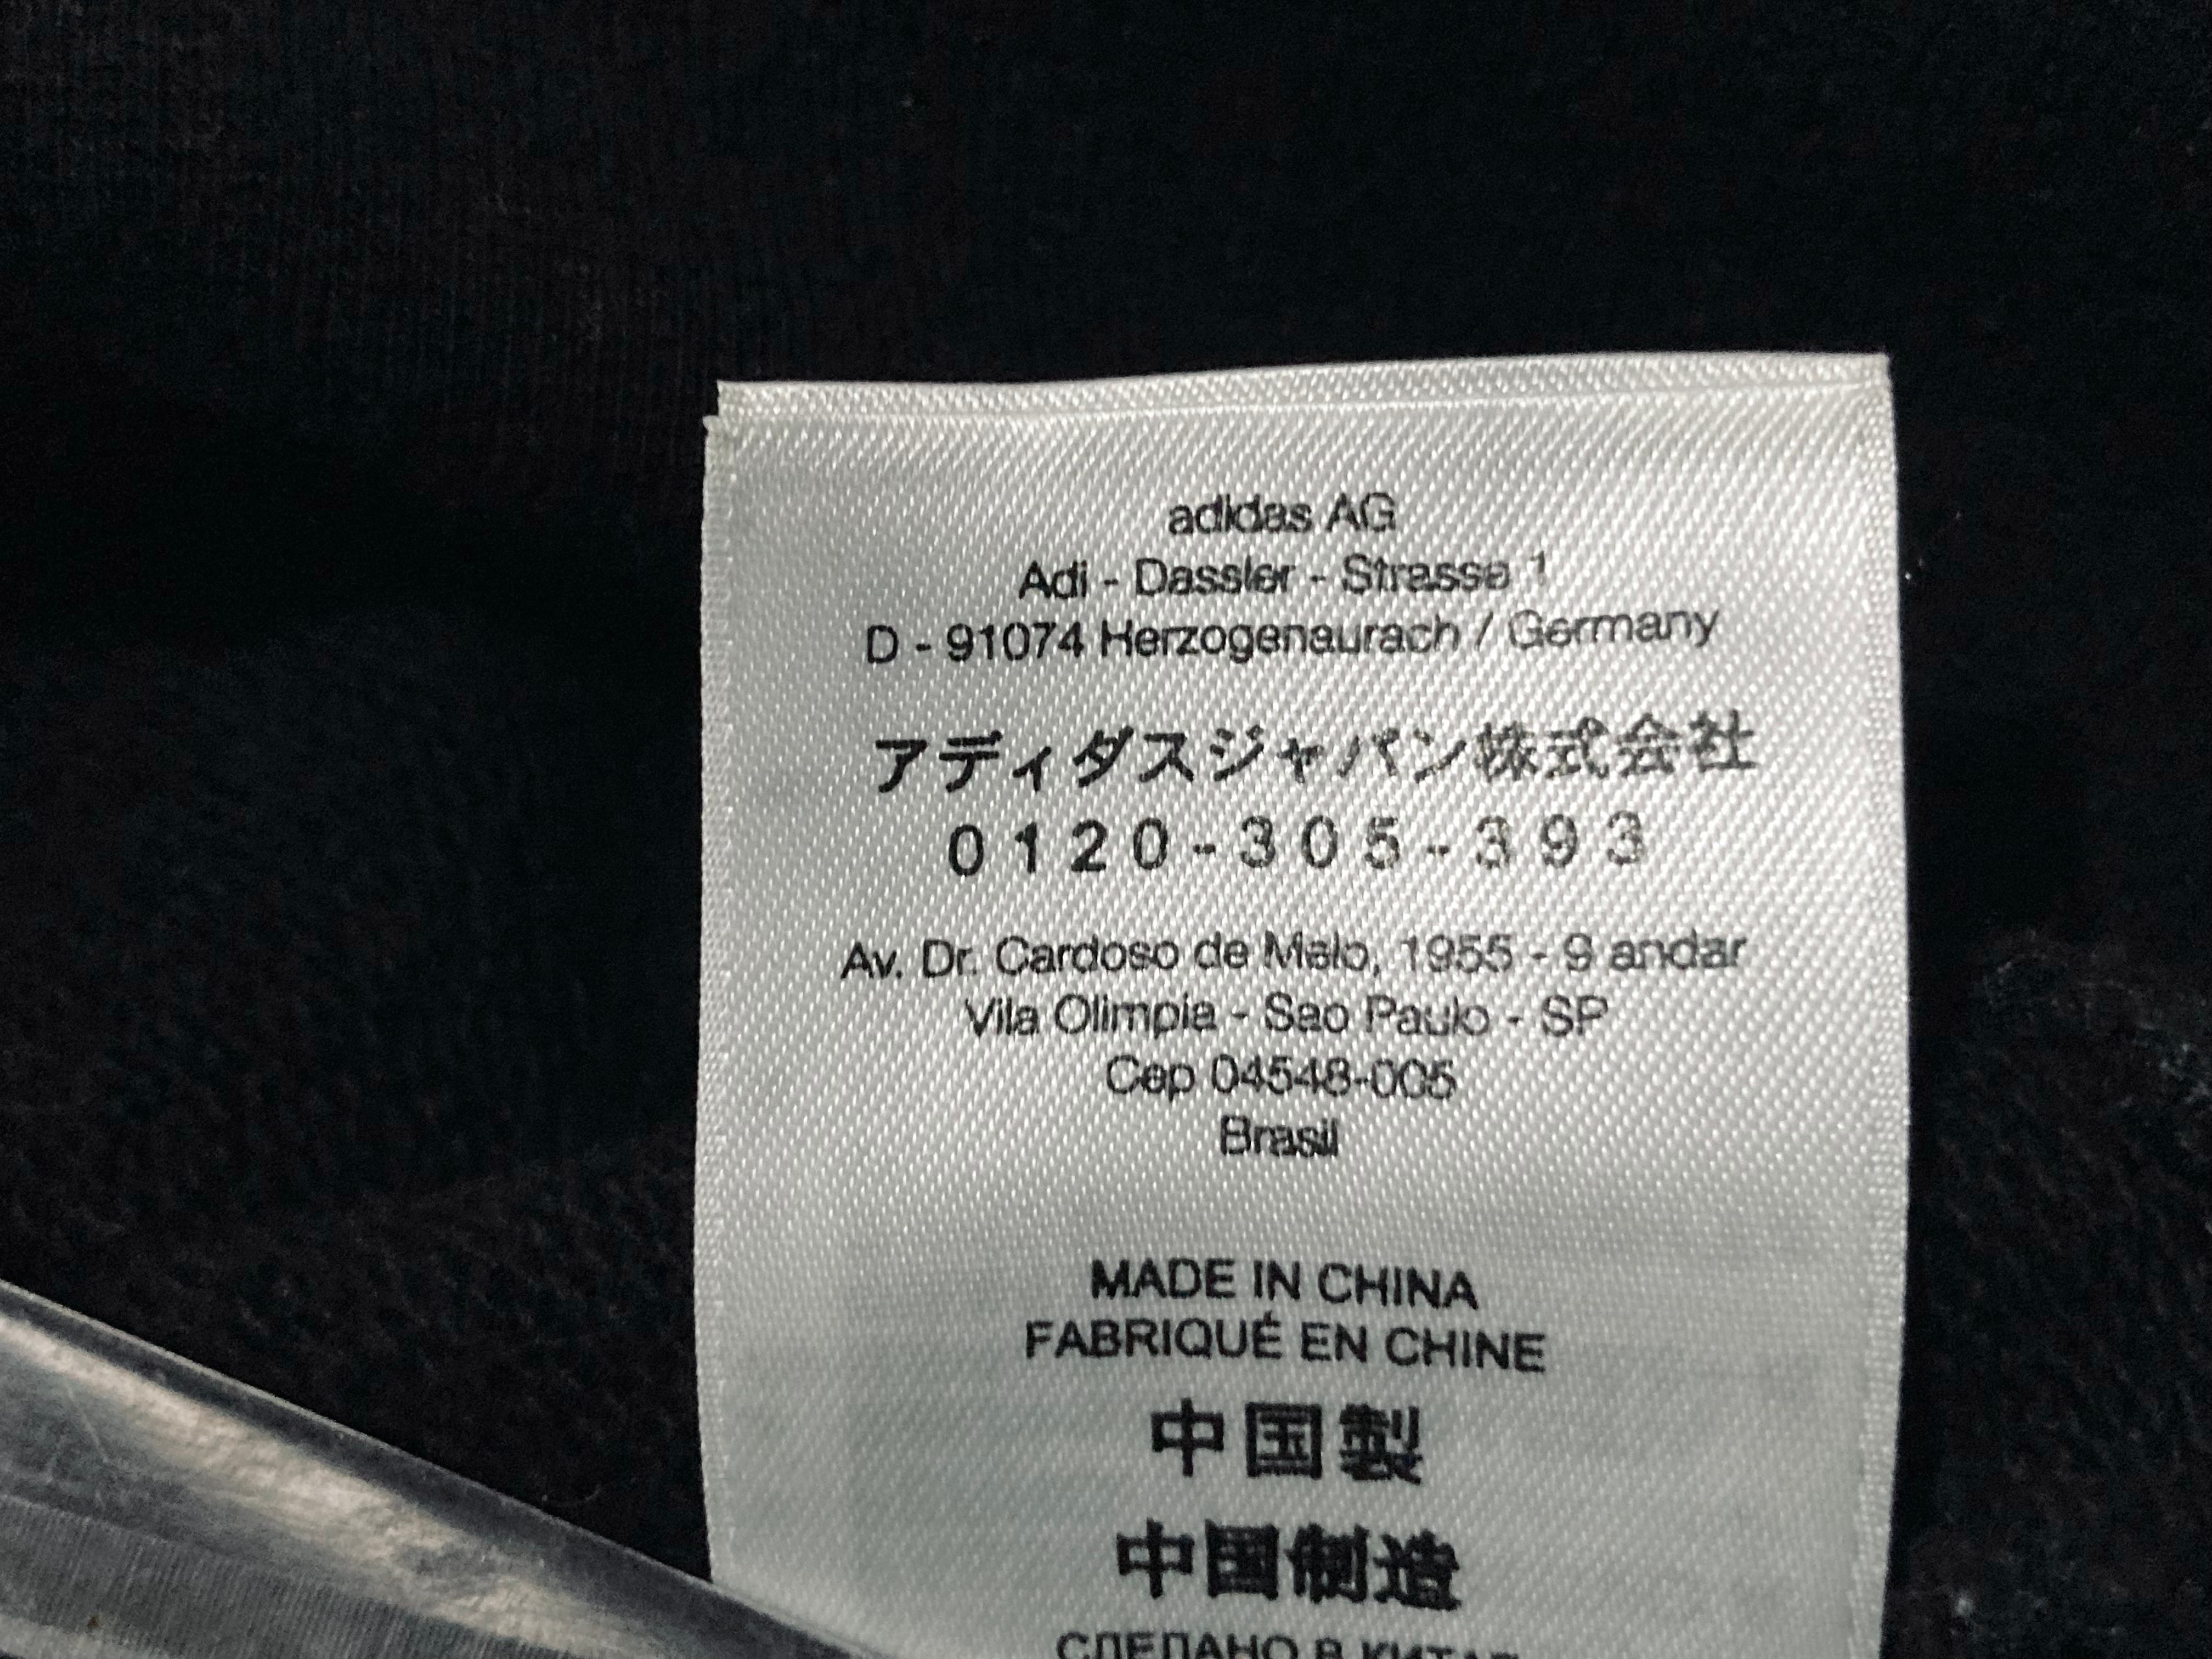 adidas AG
Adi - Dassler - Strasse 1
D - 91074 Herzogenaurach / Germany
アディダスジャパン株式会社
0120-305-393
Av. Dr. Cardoso de Melo, 1955 - 9 andar
Vila Olimpia - Sao Paulo - SP
Cep 04548-005
Brasil
MADE IN CHINA
FABRIQUÉ EN CHINE
中国製
中国制造
СДЕЛАНО В КИТАЕ